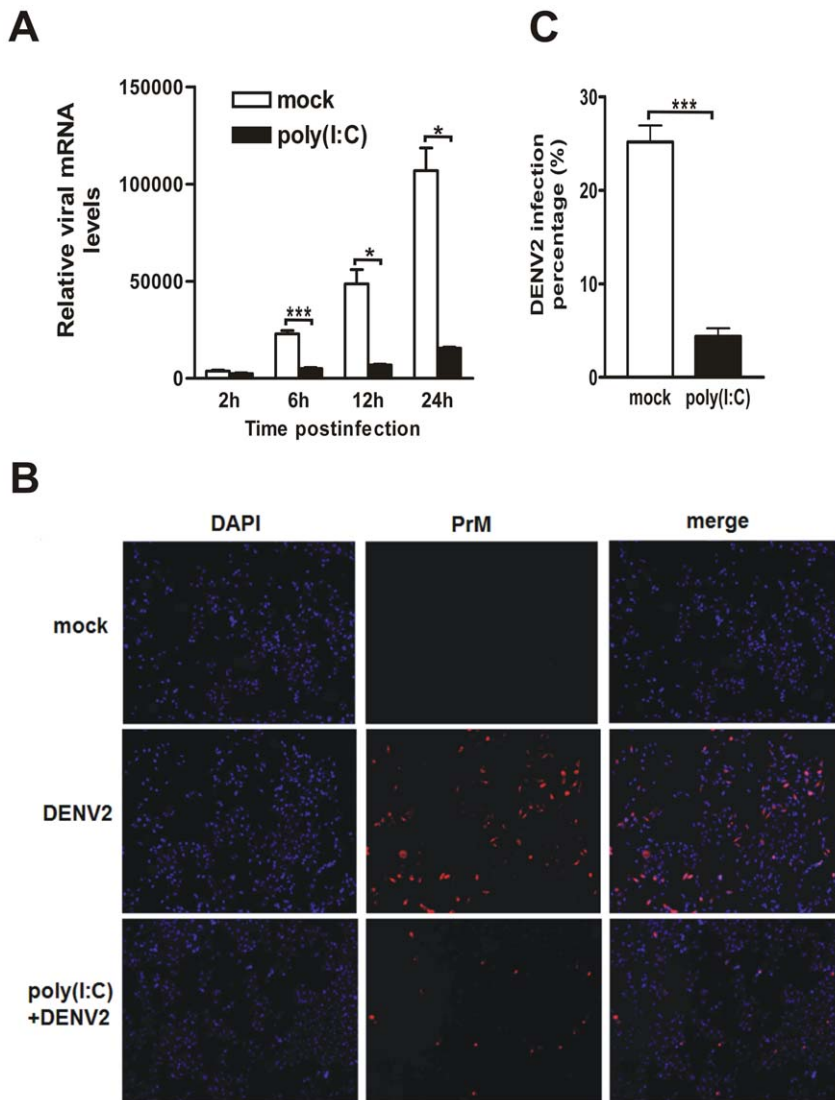 A
150000
100000
50000
0
Relative viral mRNA
levels
mock
poly(I:C)
***
*
*
2h 6h 12h 24h
Time postinfection
C
30
20
10
0
DENV2 infection
percentage (%)
***
mock poly(I:C)
B
DAPI PrM merge
mock
DENV2
poly(I:C)
+DENV2